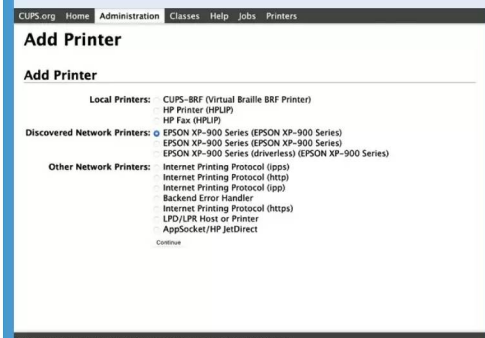 CUPS.org Home Administration Classes Help Jobs Printers
Add Printer
Add Printer
Local Printers: CUPS-BRF (Virtual Braille BRF Printer)
HP Printer (HPLIP)
HP Fax (HPLIP)
Discovered Network Printers: EPSON XP-900 Series (EPSON XP-900 Series)
EPSON XP-900 Series (EPSON XP-900 Series)
EPSON XP-900 Series (driverless) (EPSON XP-900 Series)
Other Network Printers: Internet Printing Protocol (ipps)
Internet Printing Protocol (http)
Internet Printing Protocol (ipp)
Backend Error Handler
Internet Printing Protocol (https)
LPD/LPR Host or Printer
AppSocket/HP JetDirect
Continue